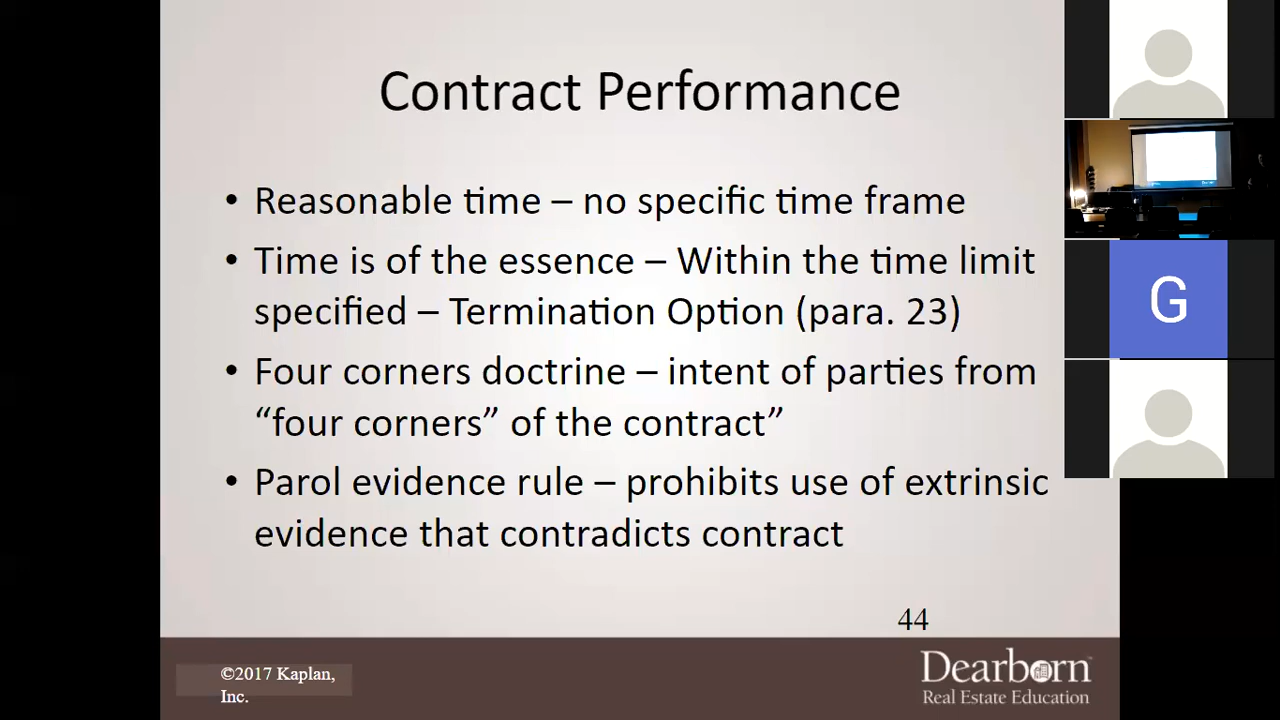 Contract Performance
• Reasonable time – no specific time frame
• Time is of the essence – Within the time limit
specified – Termination Option (para. 23)
• Four corners doctrine – intent of parties from
“four corners” of the contract”
• Parol evidence rule – prohibits use of extrinsic
evidence that contradicts contract
44
©2017 Kaplan,
Inc.
Dearborn
Real Estate Education
G